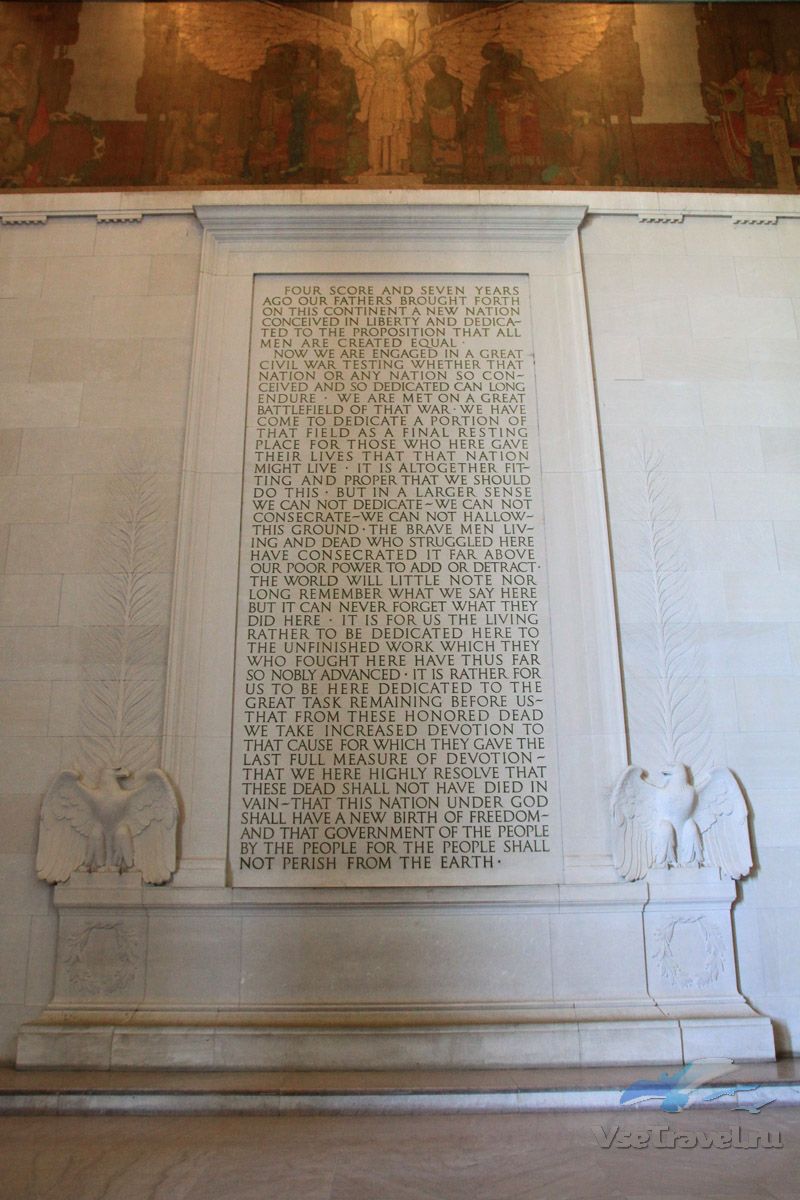 FOUR SCORE AND SEVEN YEARS
AGO OUR FATHERS BROUGHT FORTH
ON THIS CONTINENT A NEW NATION
CONCEIVED IN LIBERTY AND DEDICA-
TED TO THE PROPOSITION THAT ALL
MEN ARE CREATED EQUAL ·
NOW WE ARE ENGAGED IN A GREAT
CIVIL WAR TESTING WHETHER THAT
NATION OR ANY NATION SO CON-
CEIVED AND SO DEDICATED CAN LONG
ENDURE · WE ARE MET ON A GREAT
BATTLEFIELD OF THAT WAR · WE HAVE
COME TO DEDICATE A PORTION OF
THAT FIELD AS A FINAL RESTING
PLACE FOR THOSE WHO HERE GAVE
THEIR LIVES THAT THAT NATION
MIGHT LIVE · IT IS ALTOGETHER FIT-
TING AND PROPER THAT WE SHOULD
DO THIS · BUT IN A LARGER SENSE
WE CAN NOT DEDICATE~WE CAN NOT
CONSECRATE~WE CAN NOT HALLOW~
THIS GROUND · THE BRAVE MEN LIV-
ING AND DEAD WHO STRUGGLED HERE
HAVE CONSECRATED IT FAR ABOVE
OUR POOR POWER TO ADD OR DETRACT ·
THE WORLD WILL LITTLE NOTE NOR
LONG REMEMBER WHAT WE SAY HERE
BUT IT CAN NEVER FORGET WHAT THEY
DID HERE · IT IS FOR US THE LIVING
RATHER TO BE DEDICATED HERE TO
THE UNFINISHED WORK WHICH THEY
WHO FOUGHT HERE HAVE THUS FAR
SO NOBLY ADVANCED · IT IS RATHER FOR
US TO BE HERE DEDICATED TO THE
GREAT TASK REMAINING BEFORE US~
THAT FROM THESE HONORED DEAD
WE TAKE INCREASED DEVOTION TO
THAT CAUSE FOR WHICH THEY GAVE THE
LAST FULL MEASURE OF DEVOTION~
THAT WE HERE HIGHLY RESOLVE THAT
THESE DEAD SHALL NOT HAVE DIED IN
VAIN~THAT THIS NATION UNDER GOD
SHALL HAVE A NEW BIRTH OF FREEDOM~
AND THAT GOVERNMENT OF THE PEOPLE
BY THE PEOPLE FOR THE PEOPLE SHALL
NOT PERISH FROM THE EARTH ·
VseTravel.ru